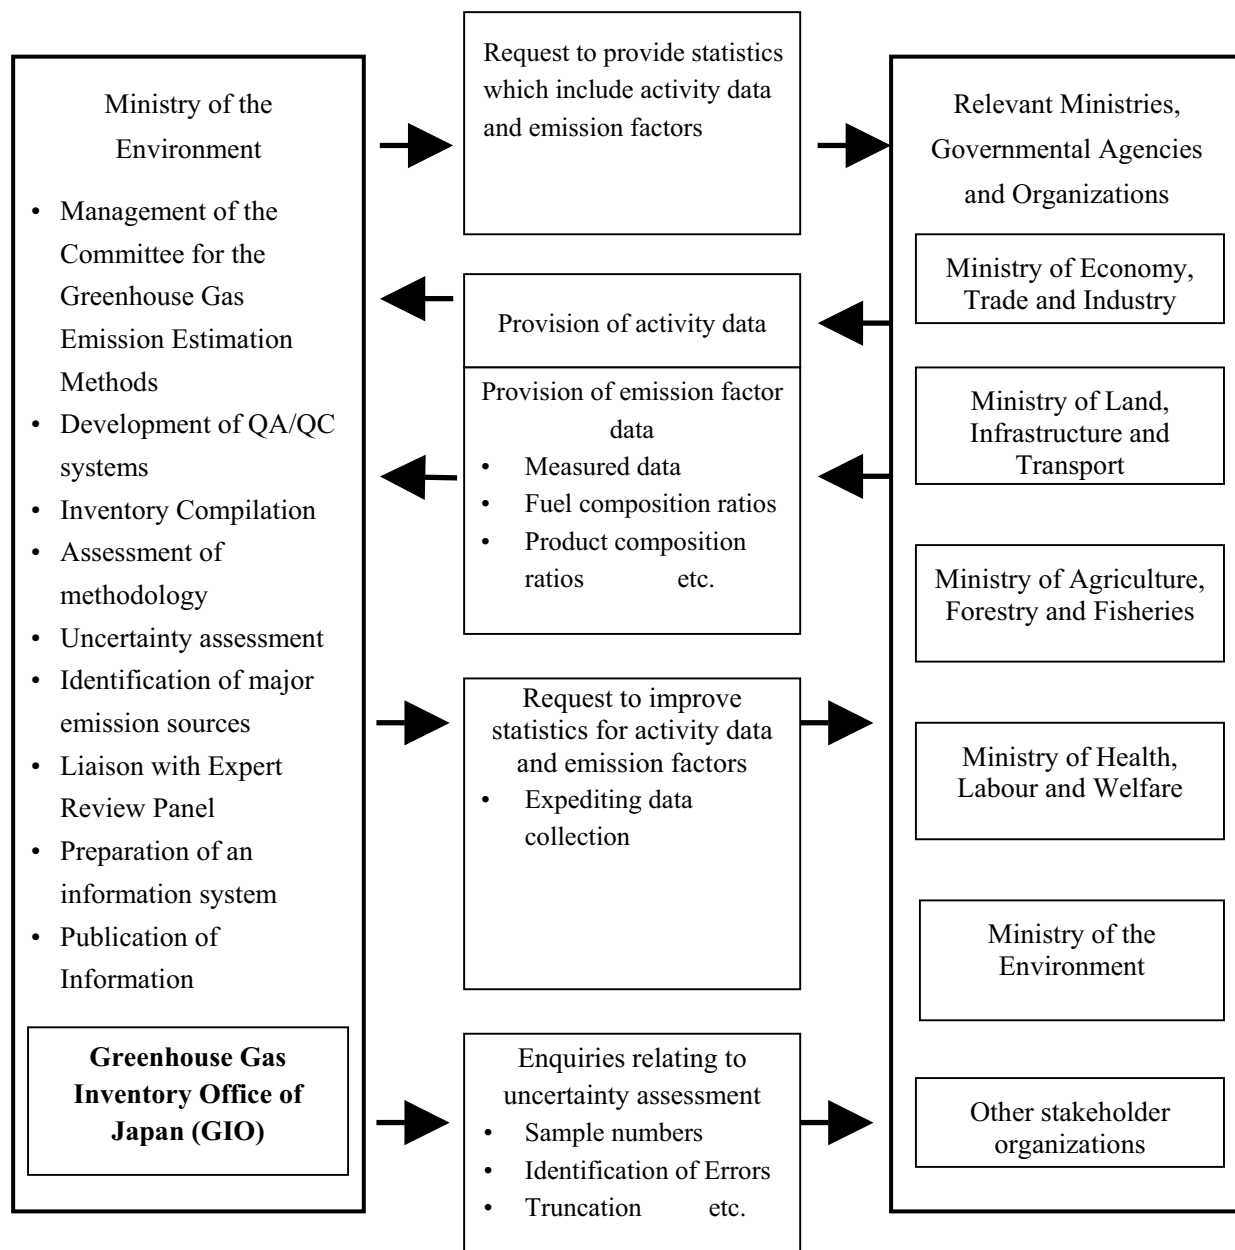 Ministry of the
Environment
• Management of the
Committee for the
Greenhouse Gas
Emission Estimation
Methods
• Development of QA/QC
systems
• Inventory Compilation
• Assessment of
methodology
• Uncertainty assessment
• Identification of major
emission sources
• Liaison with Expert
Review Panel
• Preparation of an
information system
• Publication of
Information
Greenhouse Gas
Inventory Office of
Japan (GIO)
Request to provide statistics
which include activity data
and emission factors
Provision of activity data
Provision of emission factor
data
• Measured data
• Fuel composition ratios
• Product composition
ratios etc.
Request to improve
statistics for activity data
and emission factors
• Expediting data
collection
Enquiries relating to
uncertainty assessment
• Sample numbers
• Identification of Errors
• Truncation etc.
Relevant Ministries,
Governmental Agencies
and Organizations
Ministry of Economy,
Trade and Industry
Ministry of Land,
Infrastructure and
Transport
Ministry of Agriculture,
Forestry and Fisheries
Ministry of Health,
Labour and Welfare
Ministry of the
Environment
Other stakeholder
organizations